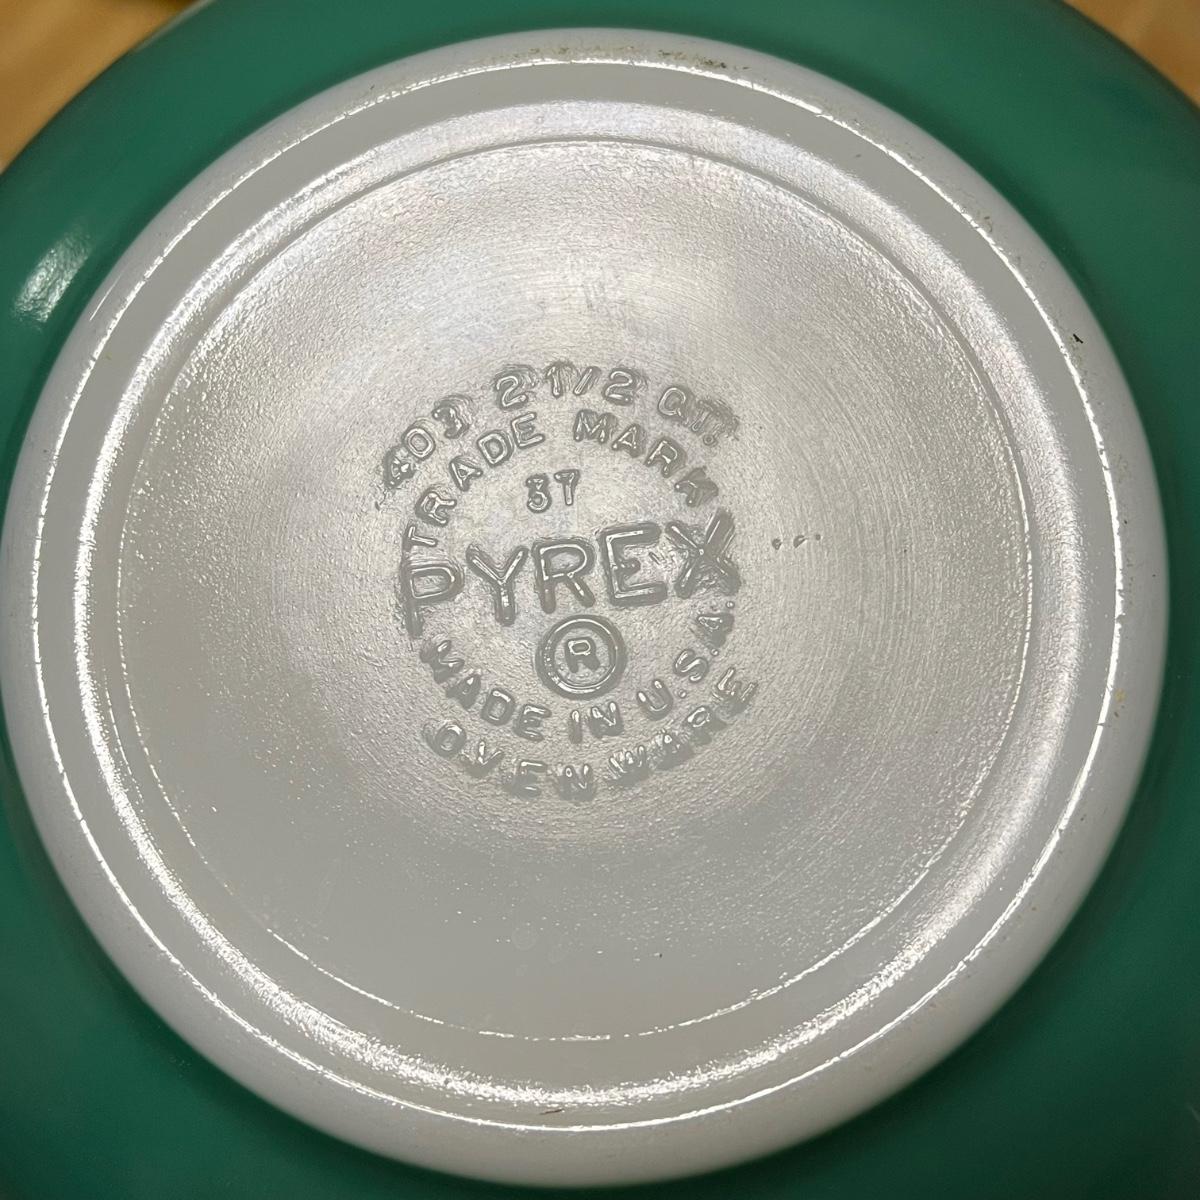 403 2 1/2 QT.
TRADE MARK
37
PYREX
®
MADE IN U.S.A.
OVENWARE